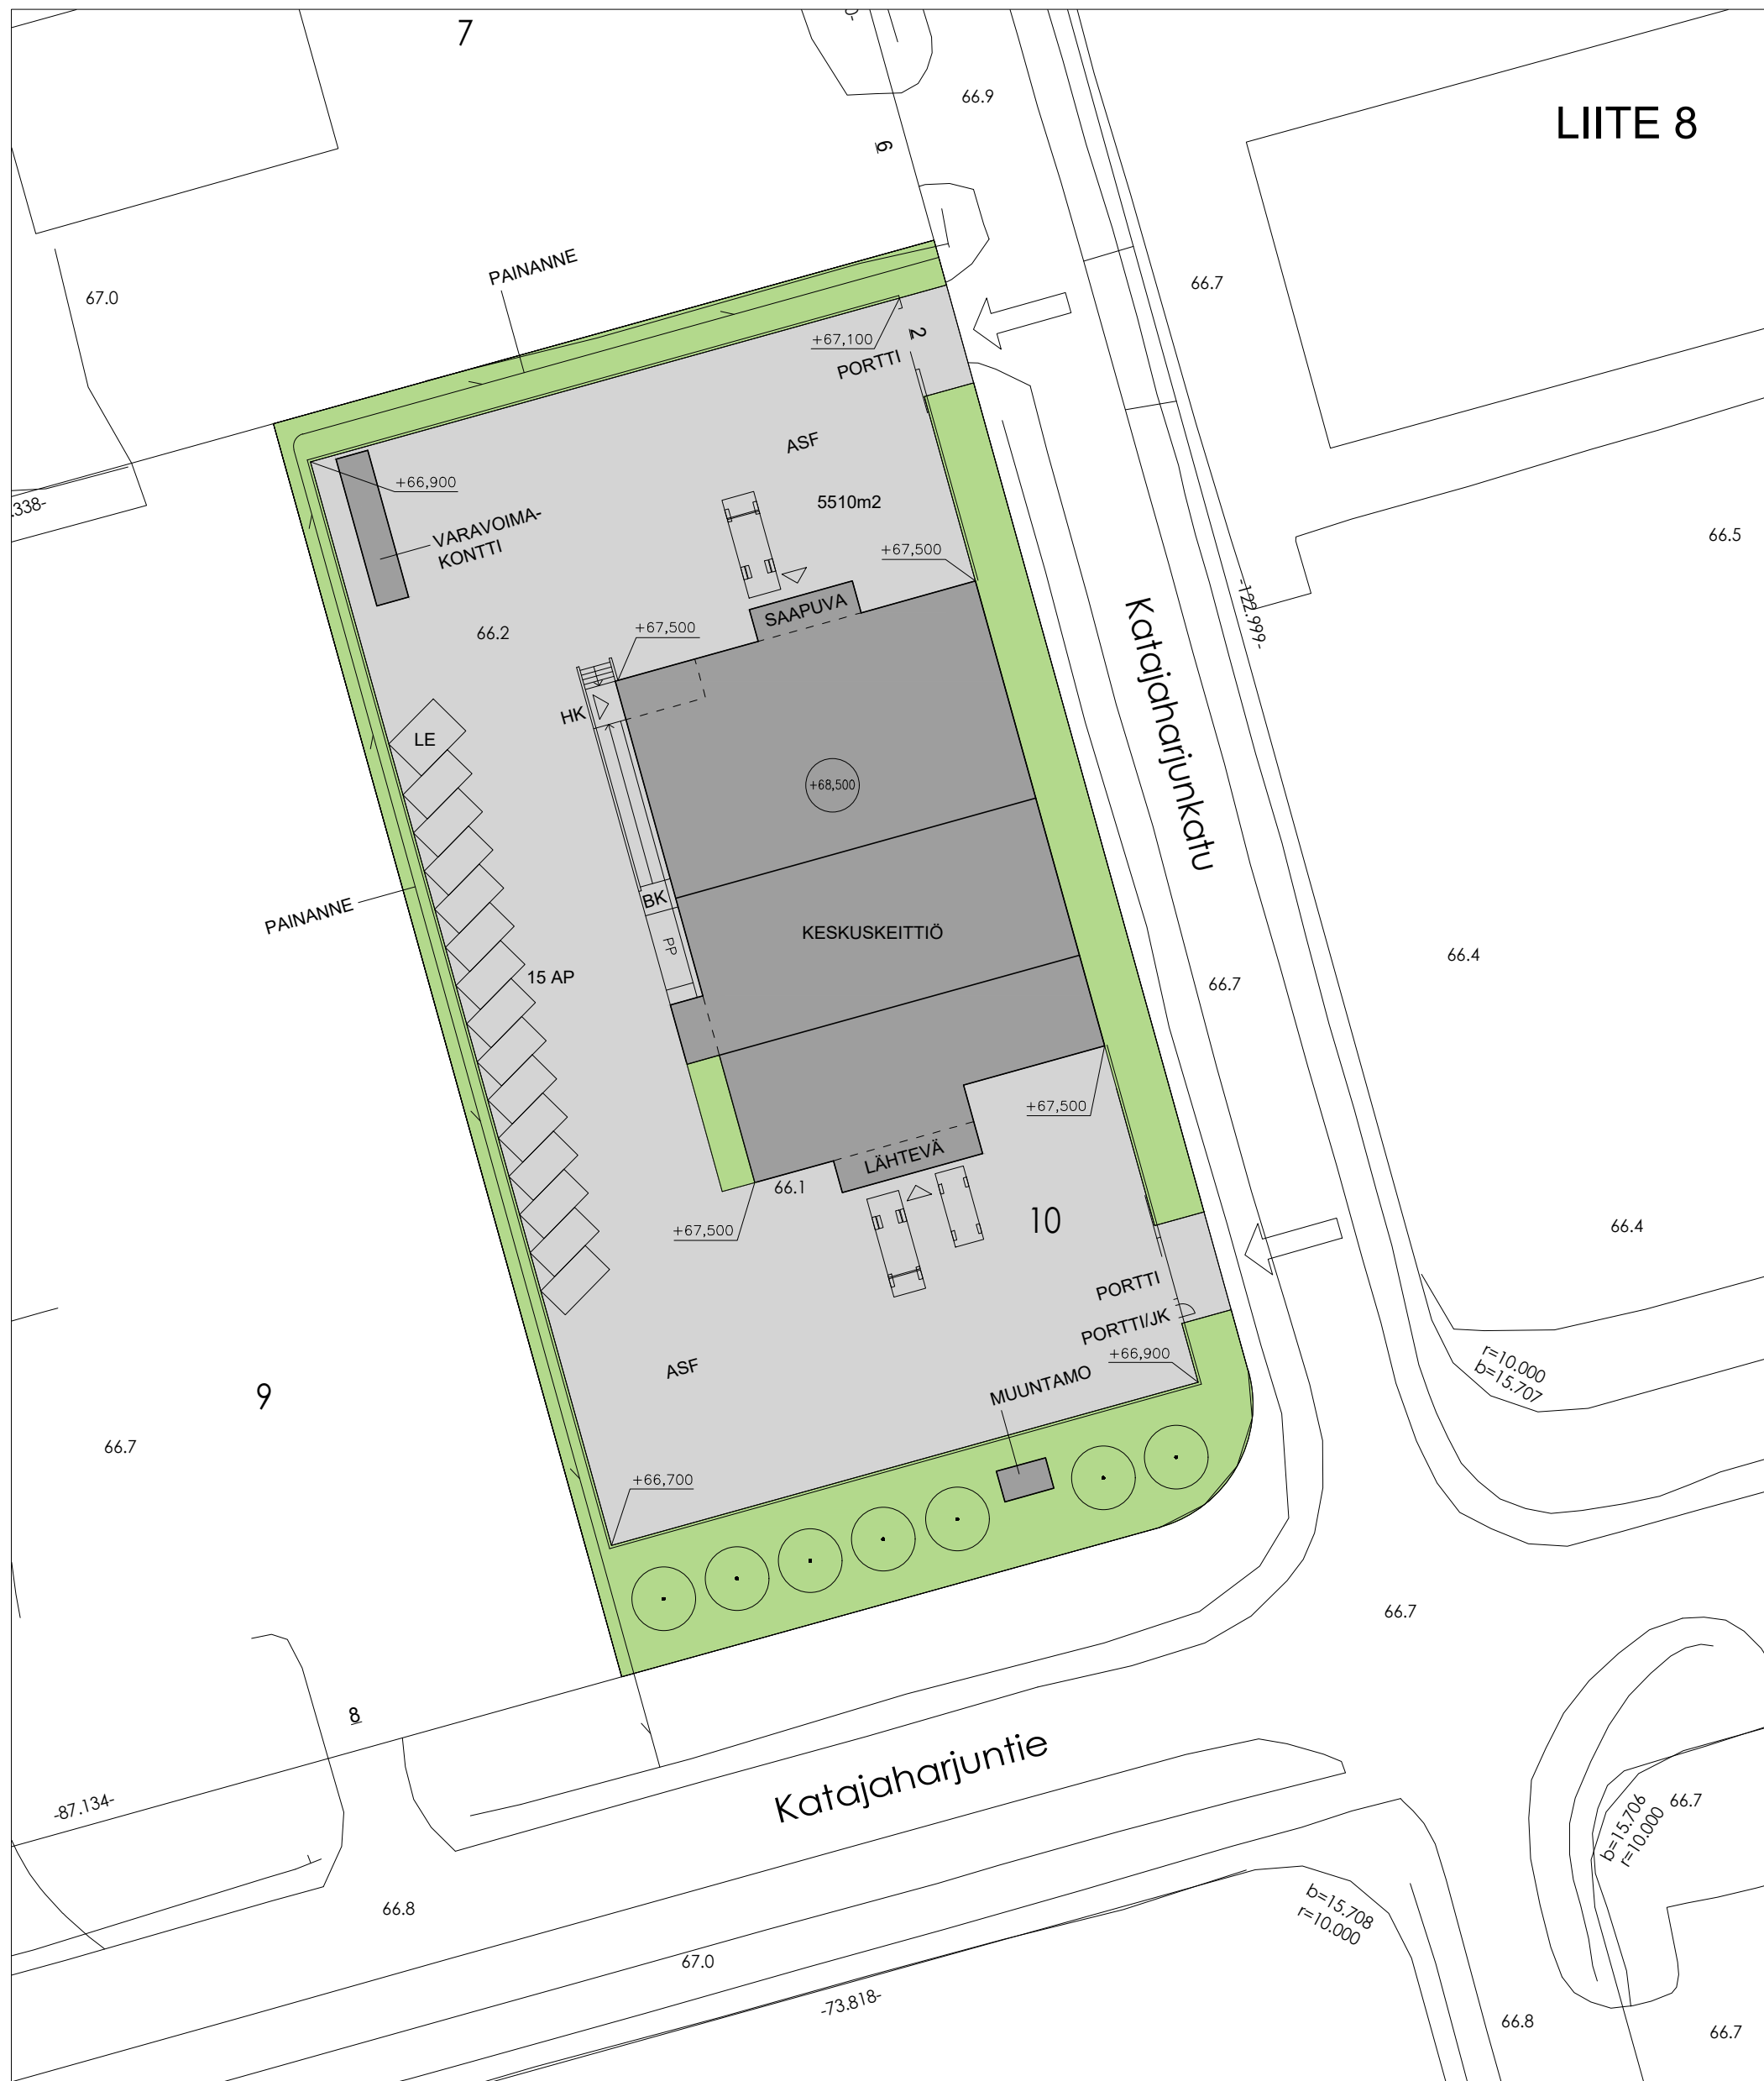 7
66.9
LIITE 8
6
PAINANNE
67.0
66.7
+67,100
2
PORTTI
ASF
+66,900
5510m2
.338-
VARAVOIMA-
KONTTI
66.5
+67,500
SAAPUVA
-122.999-
66.2
+67,500
Katajaharjunkatu
HK
LE
+68,500
BK
PAINANNE
KESKUSKEITTIÖ
PP
66.4
15 AP
66.7
+67,500
LÄHTEVÄ
66.1
+67,500
10
66.4
PORTTI
PORTTI/JK
+66,900
r=10.000
b=15.707
ASF
MUUNTAMO
9
66.7
+66,700
66.7
8
Katajaharjuntie
-87.134-
66.7
b=15.706
r=10.000
66.8
b=15.708
r=10.000
67.0
-73.818-
66.8
66.7